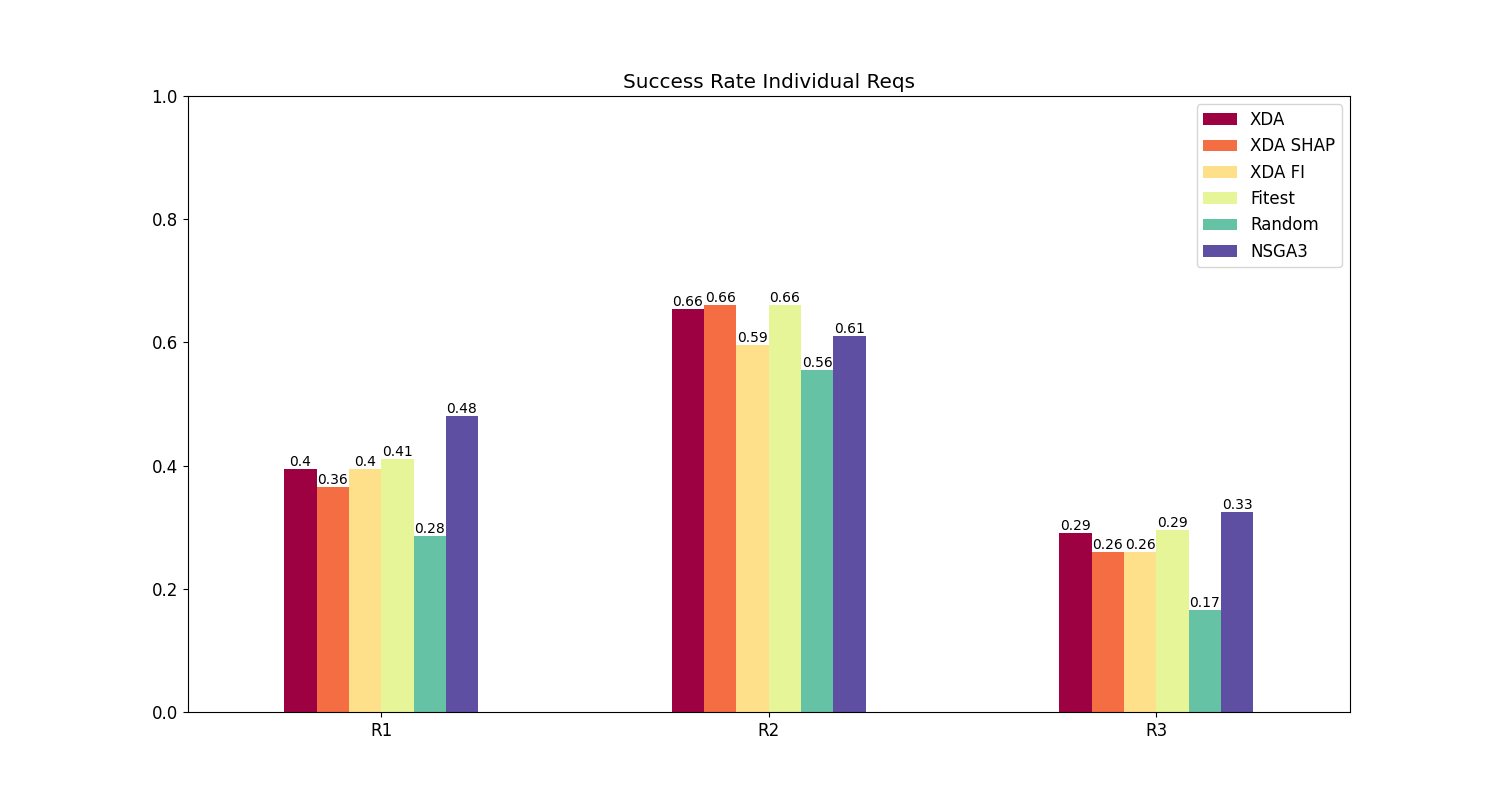 Success Rate Individual Reqs
1.0
0.8
0.6
0.4
0.2
0.0
XDA
XDA SHAP
XDA FI
Fitest
Random
NSGA3
0.4 0.36 0.4 0.41 0.28 0.48
0.66 0.66 0.59 0.66 0.56 0.61
0.29 0.26 0.26 0.29 0.17 0.33
R1 R2 R3